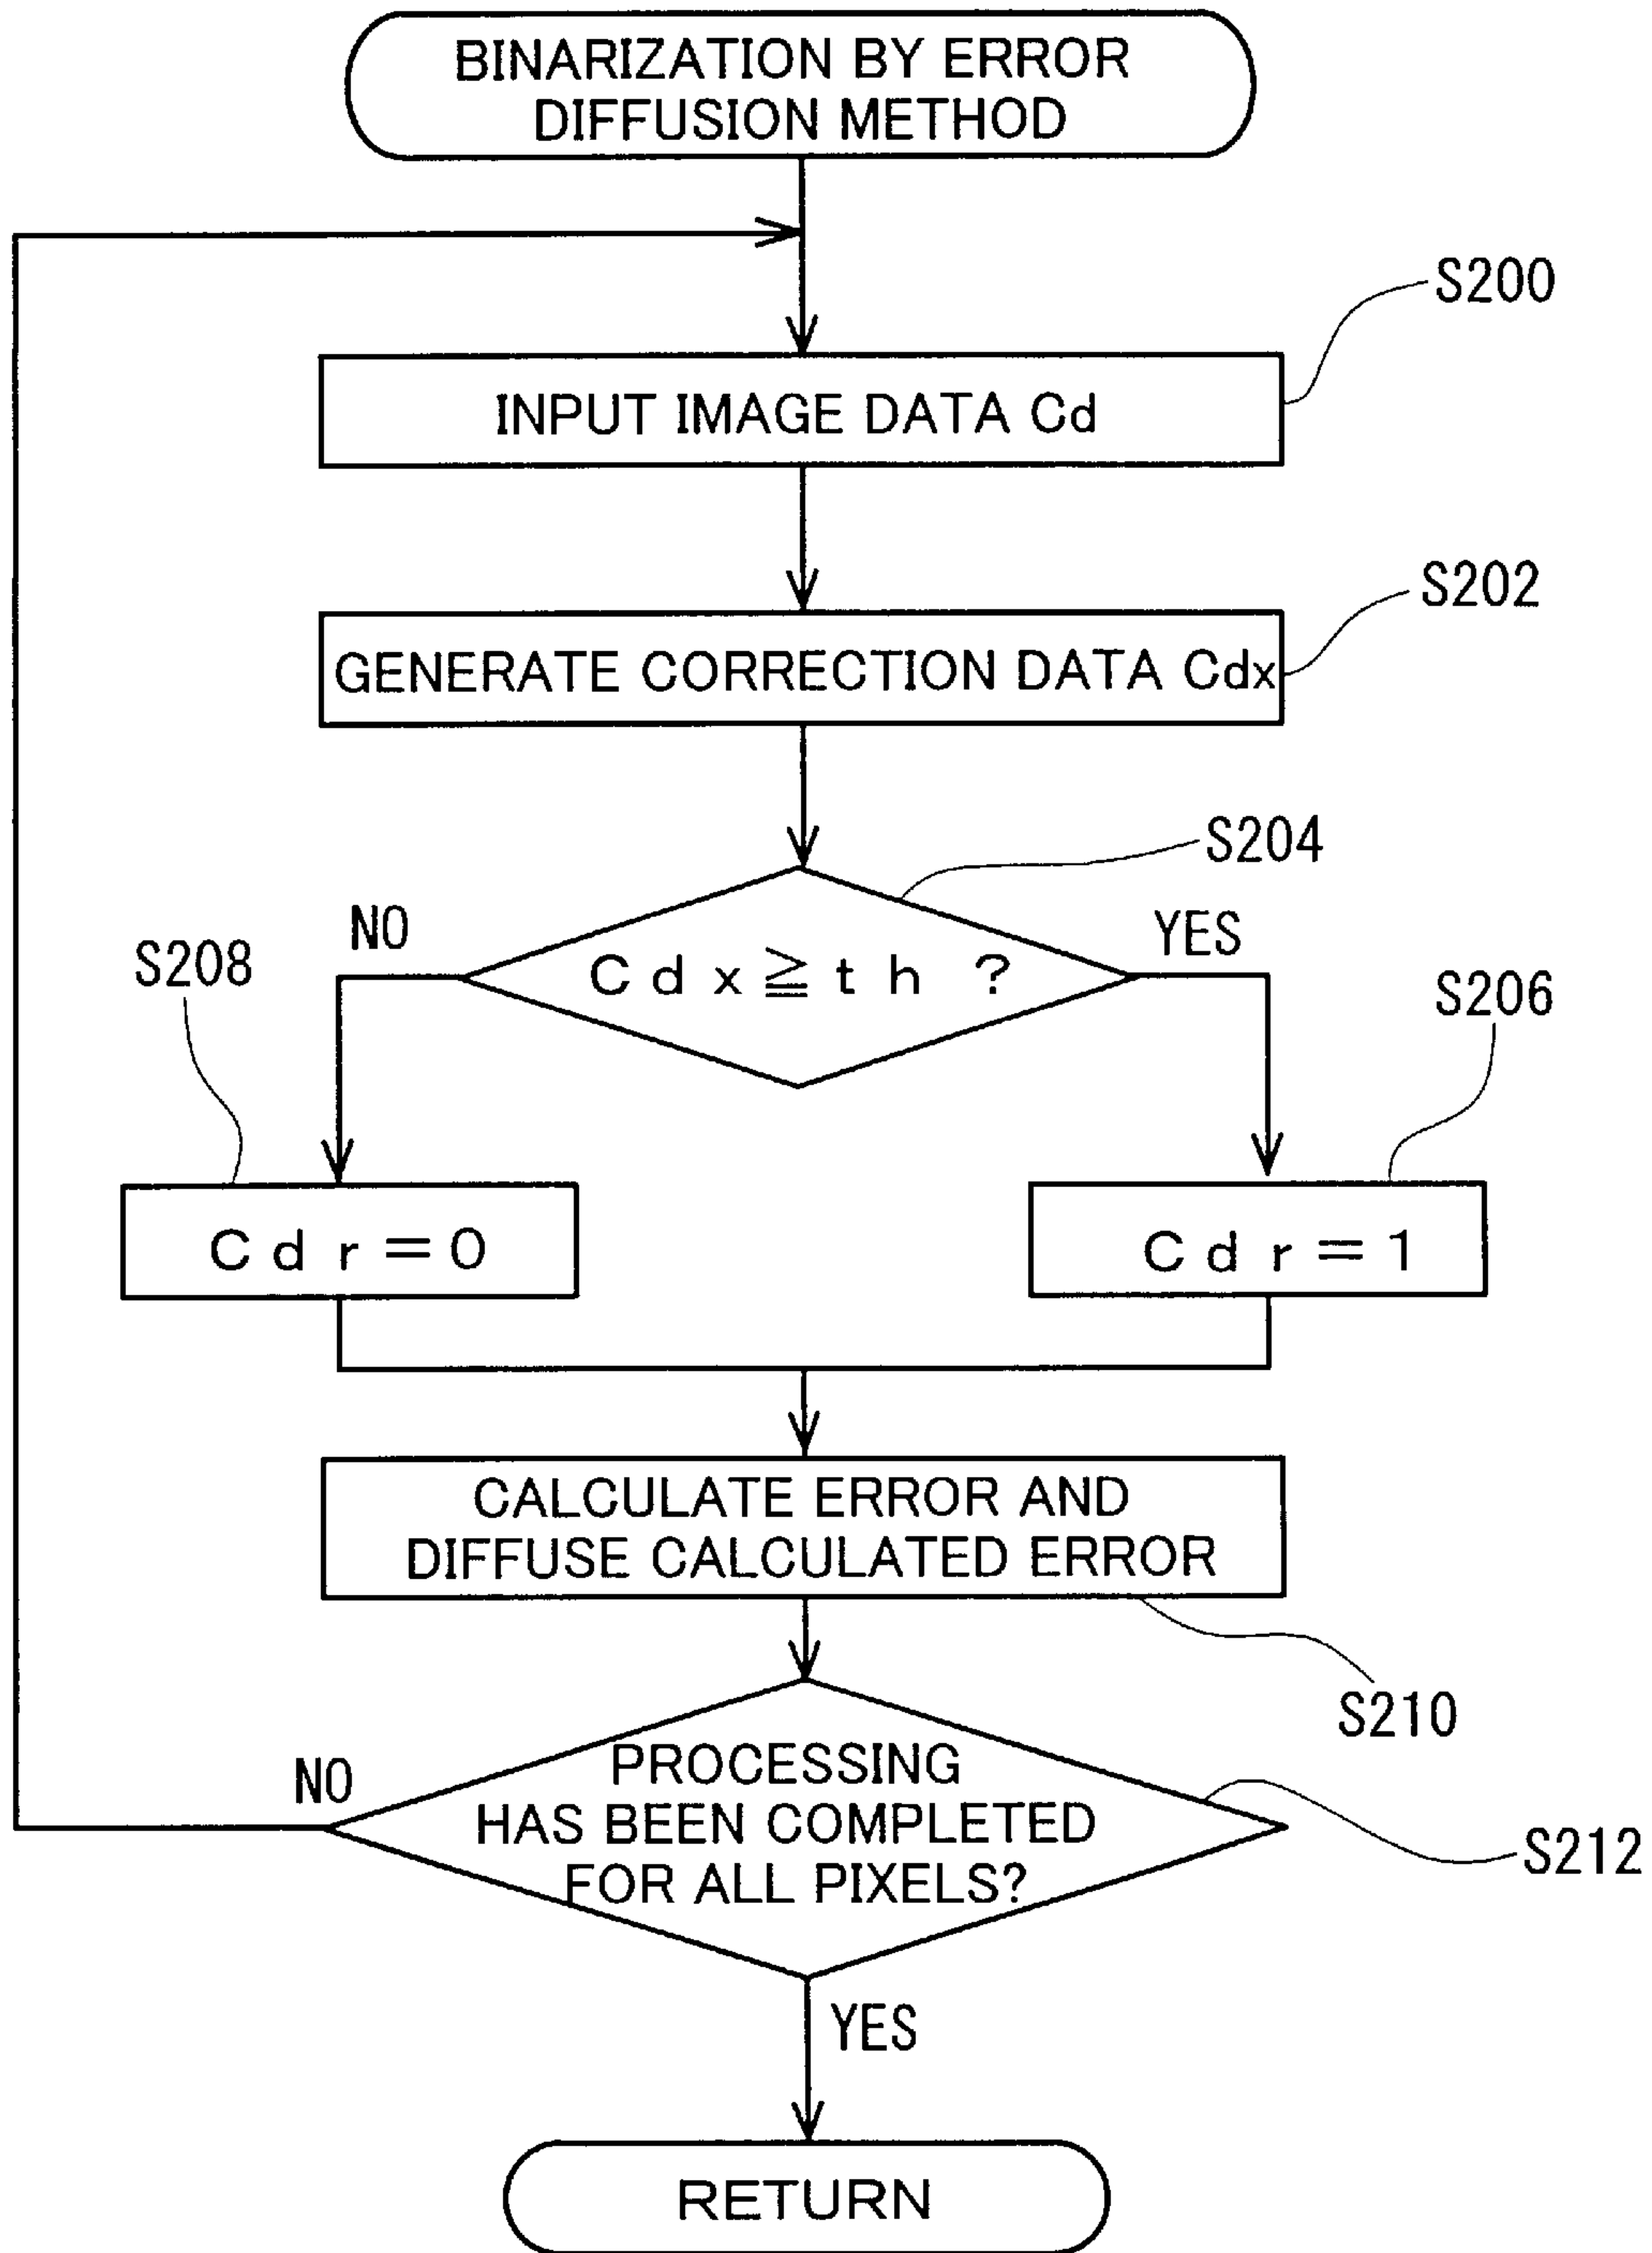 BINARIZATION BY ERROR
DIFFUSION METHOD
S200
INPUT IMAGE DATA Cd
S202
GENERATE CORRECTION DATA Cdx
S204
NO
YES
Cdx≧th ?
S208
S206
Cdr=0
Cdr=1
CALCULATE ERROR AND
DIFFUSE CALCULATED ERROR
S210
PROCESSING
HAS BEEN COMPLETED
FOR ALL PIXELS?
NO
S212
YES
RETURN